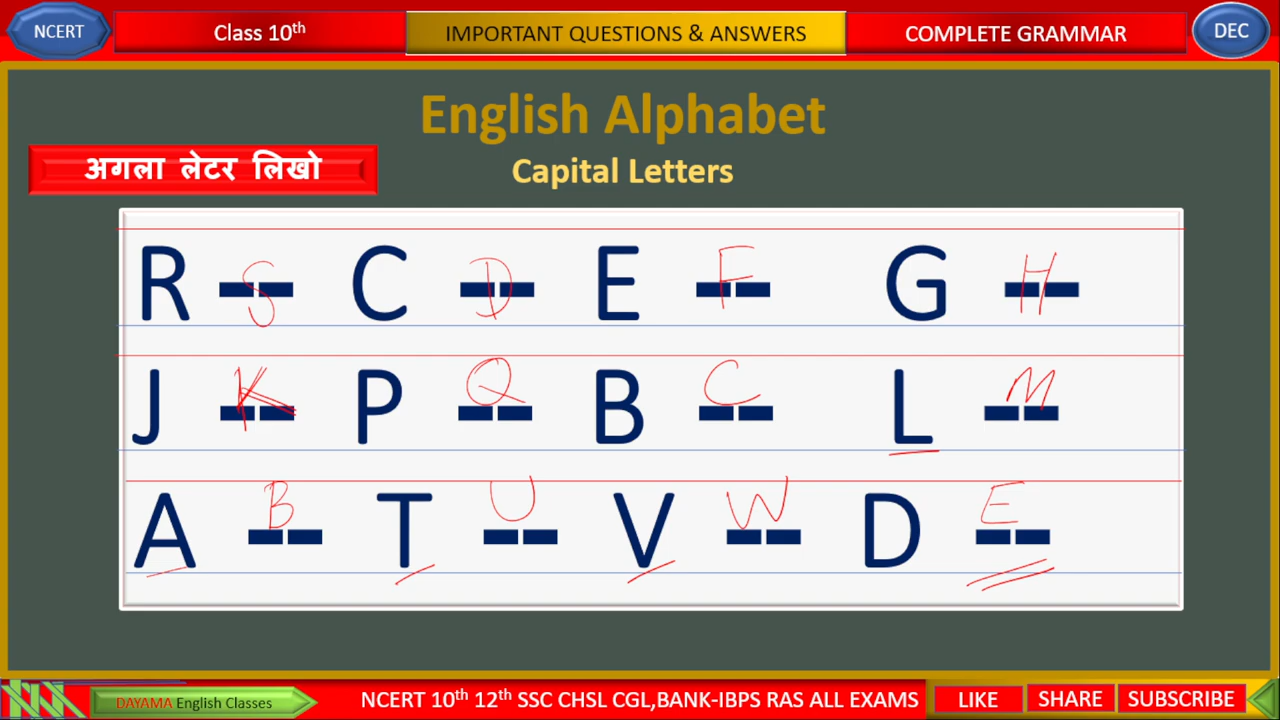 NCERT Class 10th IMPORTANT QUESTIONS & ANSWERS COMPLETE GRAMMAR DEC
English Alphabet
अगला लेटर लिखो Capital Letters
R S C D E F G H
J K P Q B C L M
A B T U V W D E
DAYAMA English Classes NCERT 10th 12th SSC CHSL CGL,BANK-IBPS RAS ALL EXAMS LIKE SHARE SUBSCRIBE